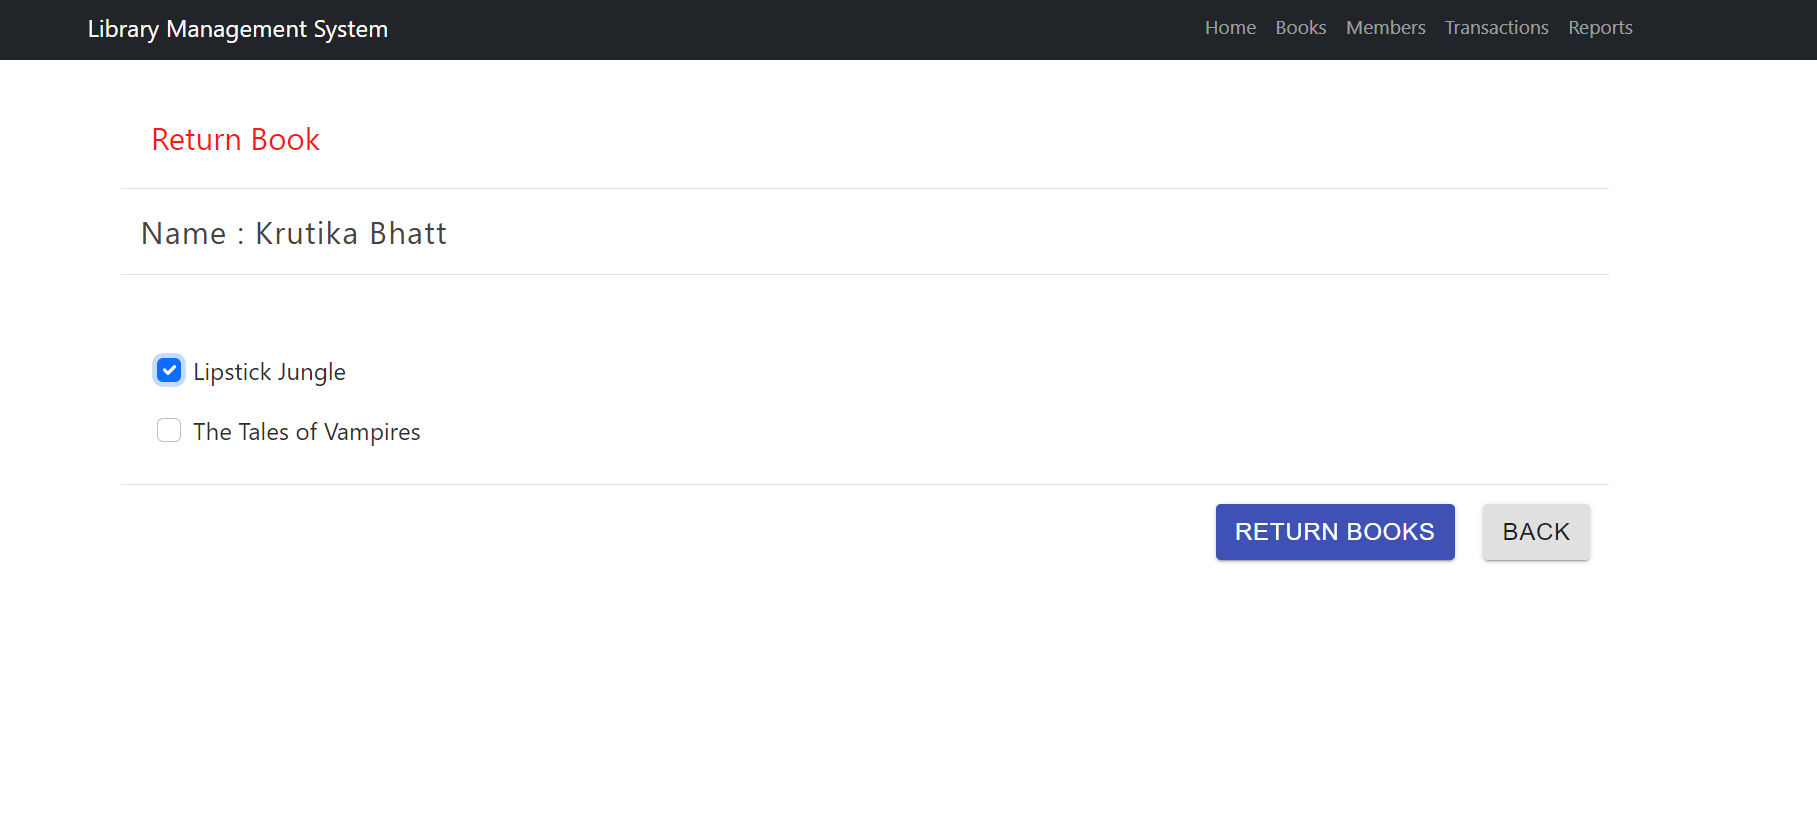 Library Management System Home Books Members Transactions Reports
Return Book
Name : Krutika Bhatt
Lipstick Jungle
The Tales of Vampires
RETURN BOOKS BACK